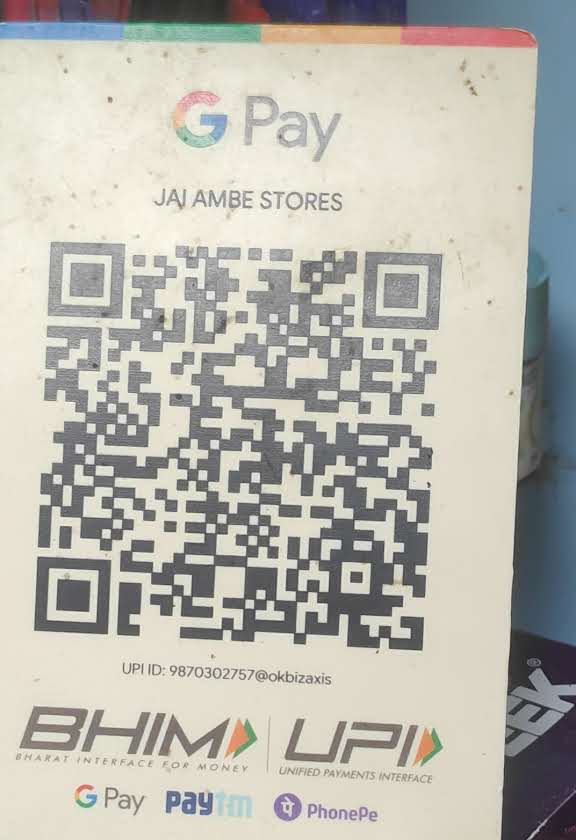 G Pay
JAI AMBE STORES
UPI ID: 9870302757@okbizaxis
BHIM UPI
BHARAT INTERFACE FOR MONEY UNIFIED PAYMENTS INTERFACE
G Pay paytm पे PhonePe